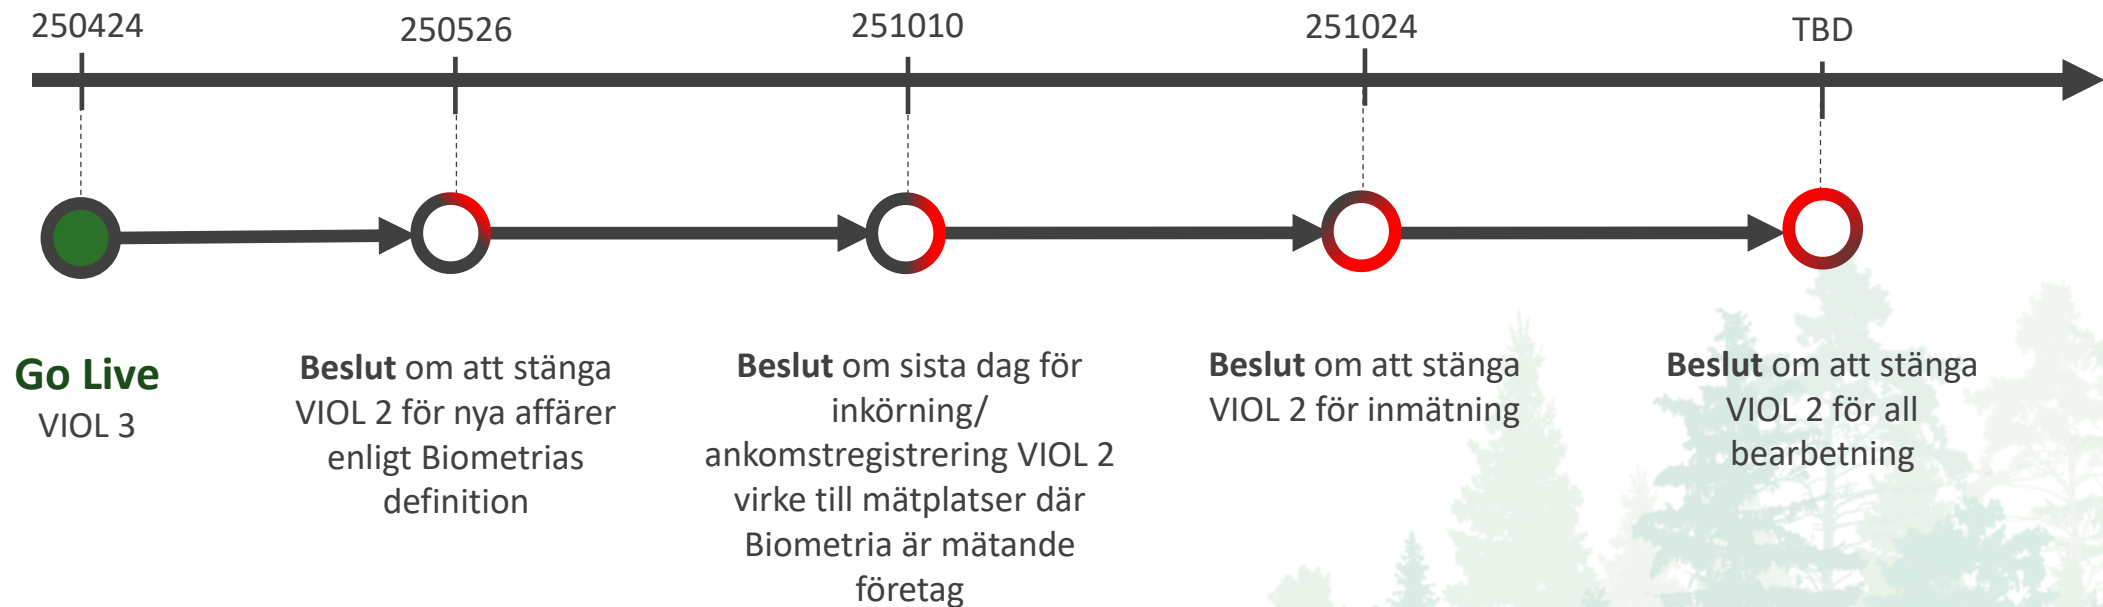 250424
250526
251010
251024
TBD
Go Live
VIOL 3
Beslut om att stänga
VIOL 2 för nya affärer
enligt Biometrias
definition
Beslut om sista dag för
inkörning/
ankomstregistrering VIOL 2
virke till mätplatser där
Biometria är mätande
företag
Beslut om att stänga
VIOL 2 för inmätning
Beslut om att stänga
VIOL 2 för all
bearbetning